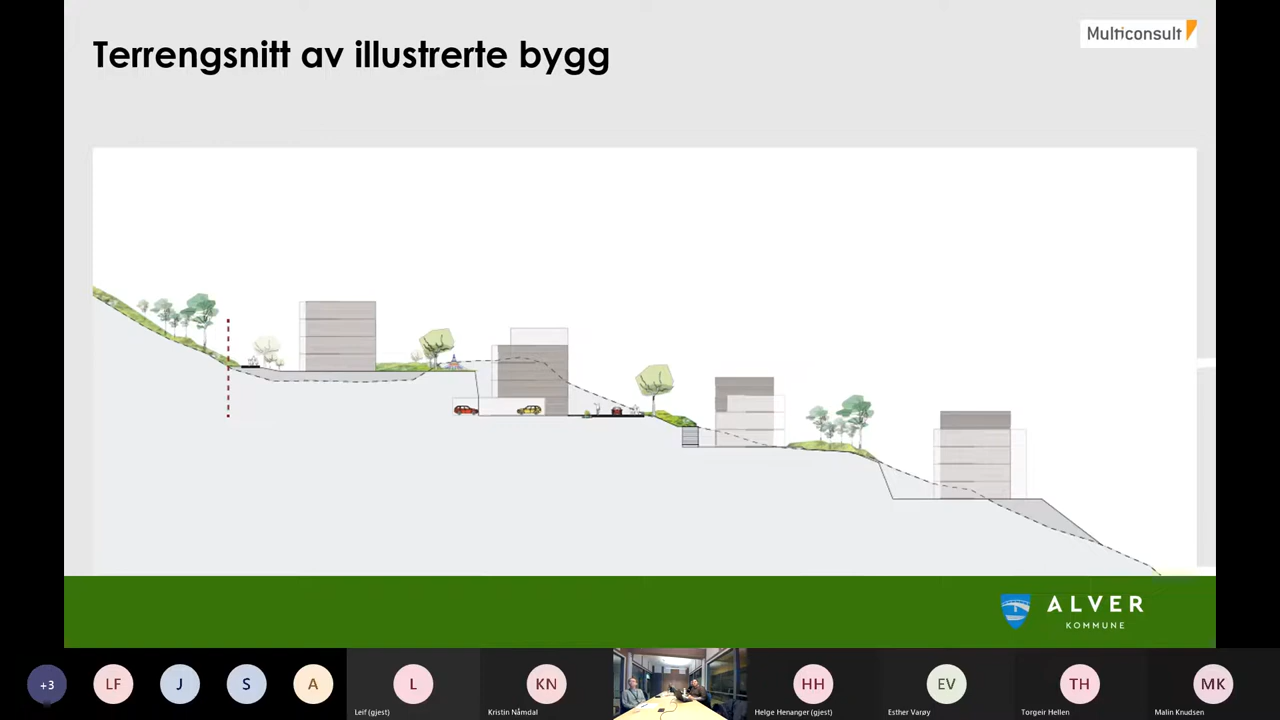 Terrengsnitt av illustrerte bygg
Multiconsult
ALVER
KOMMUNE
+3
LF
J
S
A
L
KN
HH
EV
TH
MK
Leif (gjest)
Kristin Nåmdal
Helge Henanger (gjest)
Esther Varøy
Torgeir Hellen
Malin Knudsen